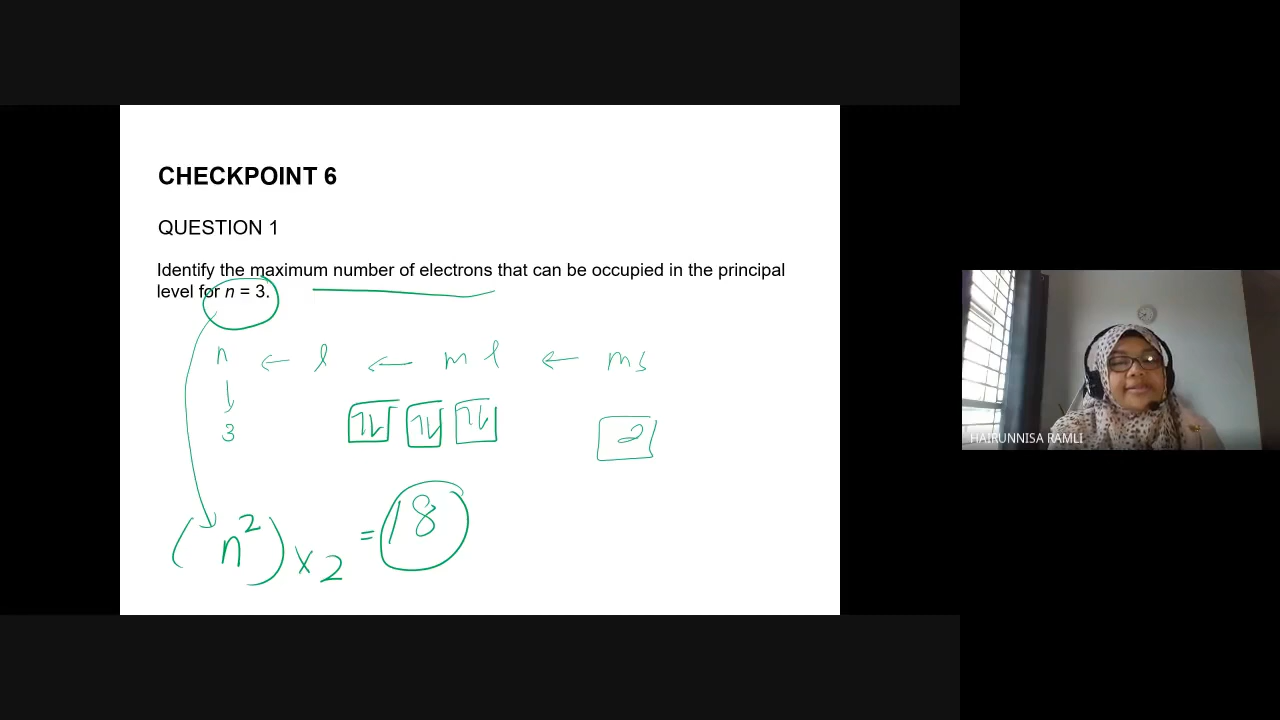 CHECKPOINT 6
QUESTION 1
Identify the maximum number of electrons that can be occupied in the principal
level for n = 3.
n ← l ← ml ← ms
↓
3
2
(n²) × 2 = 18
HAIRUNNISA RAMLI